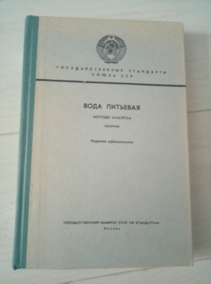 ГОСУДАРСТВЕННЫЕ СТАНДАРТЫ
СОЮЗА ССР
ВОДА ПИТЬЕВАЯ
МЕТОДЫ АНАЛИЗА
Издание официальное
ГОСУДАРСТВЕННЫЙ КОМИТЕТ СССР ПО СТАНДАРТАМ
Москва